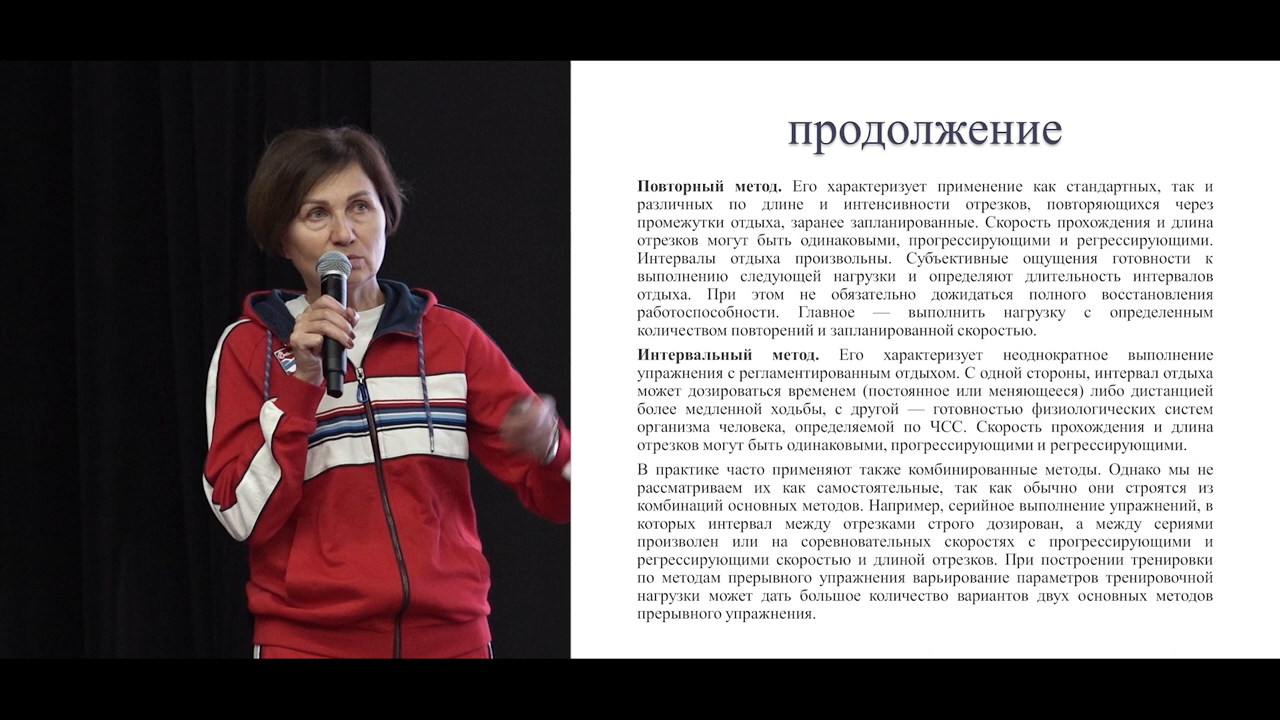 продолжение
Повторный метод. Его характеризует применение как стандартных, так и
различных по длине и интенсивности отрезков, повторяющихся через
промежутки отдыха, заранее запланированные. Скорость прохождения и длина
отрезков могут быть одинаковыми, прогрессирующими и регрессирующими.
Интервалы отдыха произвольны. Субъективные ощущения готовности к
выполнению следующей нагрузки и определяют длительность интервалов
отдыха. При этом не обязательно дожидаться полного восстановления
работоспособности. Главное — выполнить нагрузку с определенным
количеством повторений и запланированной скоростью.
Интервальный метод. Его характеризует неоднократное выполнение
упражнения с регламентированным отдыхом. С одной стороны, интервал отдыха
может дозироваться временем (постоянное или меняющееся) либо дистанцией
более медленной ходьбы, с другой — готовностью физиологических систем
организма человека, определяемой по ЧСС. Скорость прохождения и длина
отрезков могут быть одинаковыми, прогрессирующими и регрессирующими.
В практике часто применяют также комбинированные методы. Однако мы не
рассматриваем их как самостоятельные, так как обычно они строятся из
комбинаций основных методов. Например, серийное выполнение упражнений, в
которых интервал между отрезками строго дозирован, а между сериями
произволен или на соревновательных скоростях с прогрессирующими и
регрессирующими скоростью и длиной отрезков. При построении тренировки
по методам прерывного упражнения варьирование параметров тренировочной
нагрузки может дать большое количество вариантов двух основных методов
прерывного упражнения.